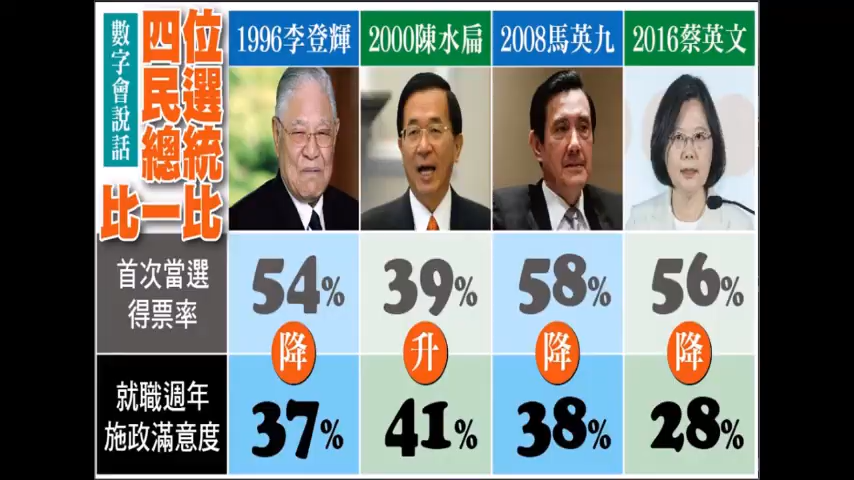 數字會說話
四位民選總統比一比
1996李登輝
2000陳水扁
2008馬英九
2016蔡英文
首次當選
得票率
54%
39%
58%
56%
降
升
降
降
就職週年
施政滿意度
37%
41%
38%
28%